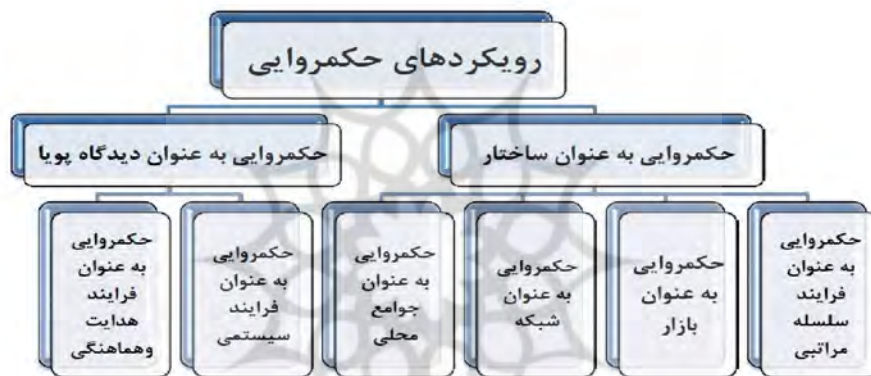 رویکردهای حکمروایی
حکمروایی به عنوان ساختار
حکمروایی به عنوان دیدگاه پویا
حکمروایی
به عنوان
فرایند
سلسله
مراتبی
حکمروایی
به عنوان
بازار
حکمروایی
به عنوان
شبکه
حکمروایی
به عنوان
جوامع
محلی
حکمروایی
به عنوان
فرایند
سیستمی
حکمروایی
به عنوان
فرایند
هدایت
وهماهنگی